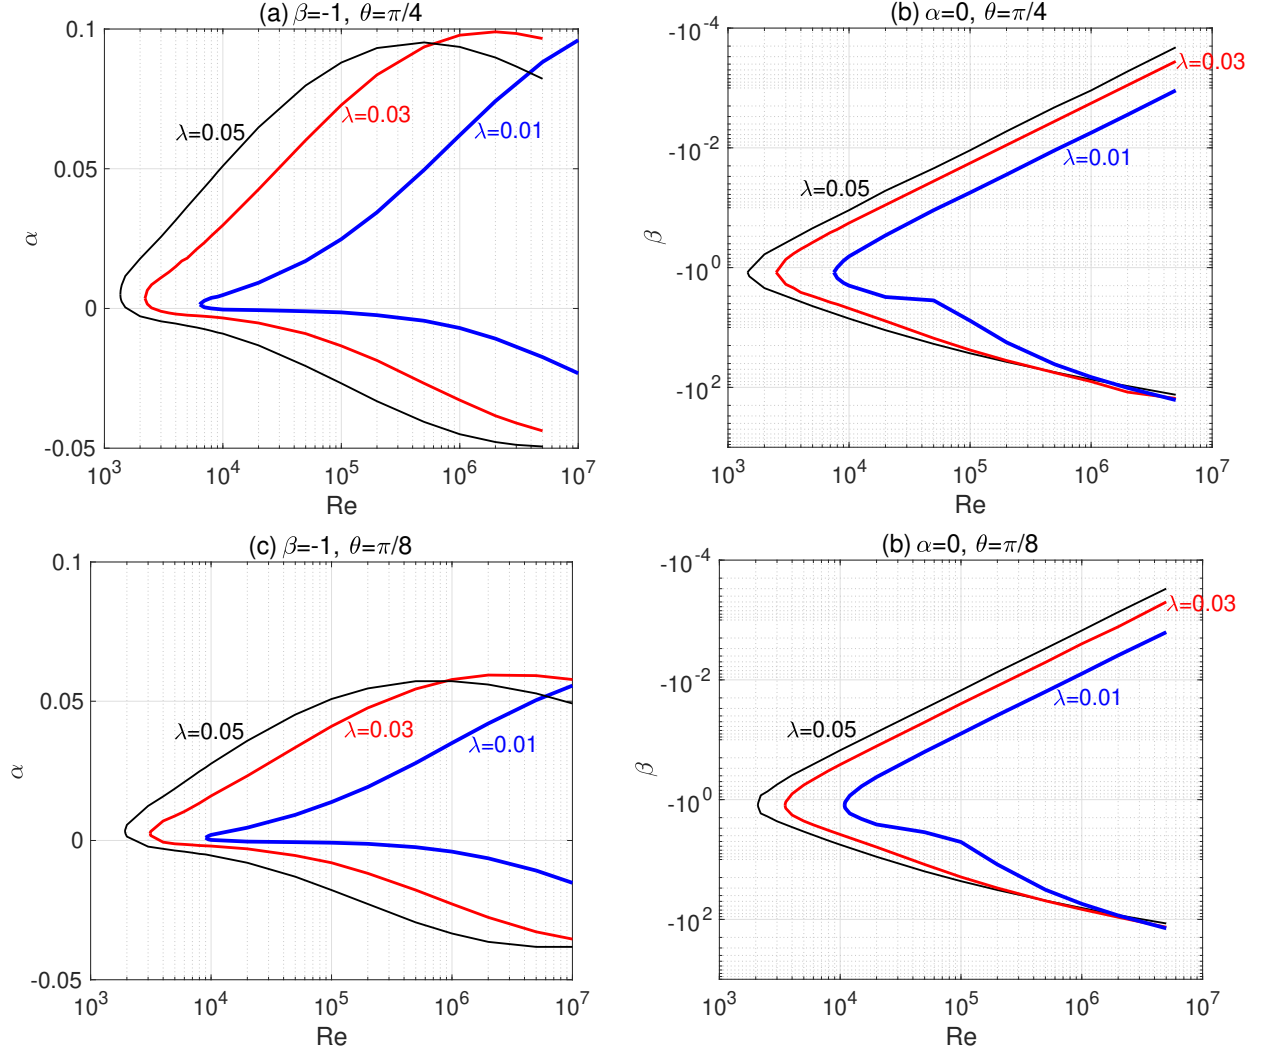 (a) β=-1, θ=π/4
0.1
0.05
0
-0.05
α
λ=0.05
λ=0.03
λ=0.01
10³ 10⁴ 10⁵ 10⁶ 10⁷
Re
(b) α=0, θ=π/4
-10⁻⁴
-10⁻²
-10⁰
-10²
β
λ=0.03
λ=0.01
λ=0.05
10³ 10⁴ 10⁵ 10⁶ 10⁷
Re
(c) β=-1, θ=π/8
0.1
0.05
0
-0.05
α
λ=0.05
λ=0.03
λ=0.01
10³ 10⁴ 10⁵ 10⁶ 10⁷
Re
(b) α=0, θ=π/8
-10⁻⁴
-10⁻²
-10⁰
-10²
β
λ=0.03
λ=0.01
λ=0.05
10³ 10⁴ 10⁵ 10⁶ 10⁷
Re